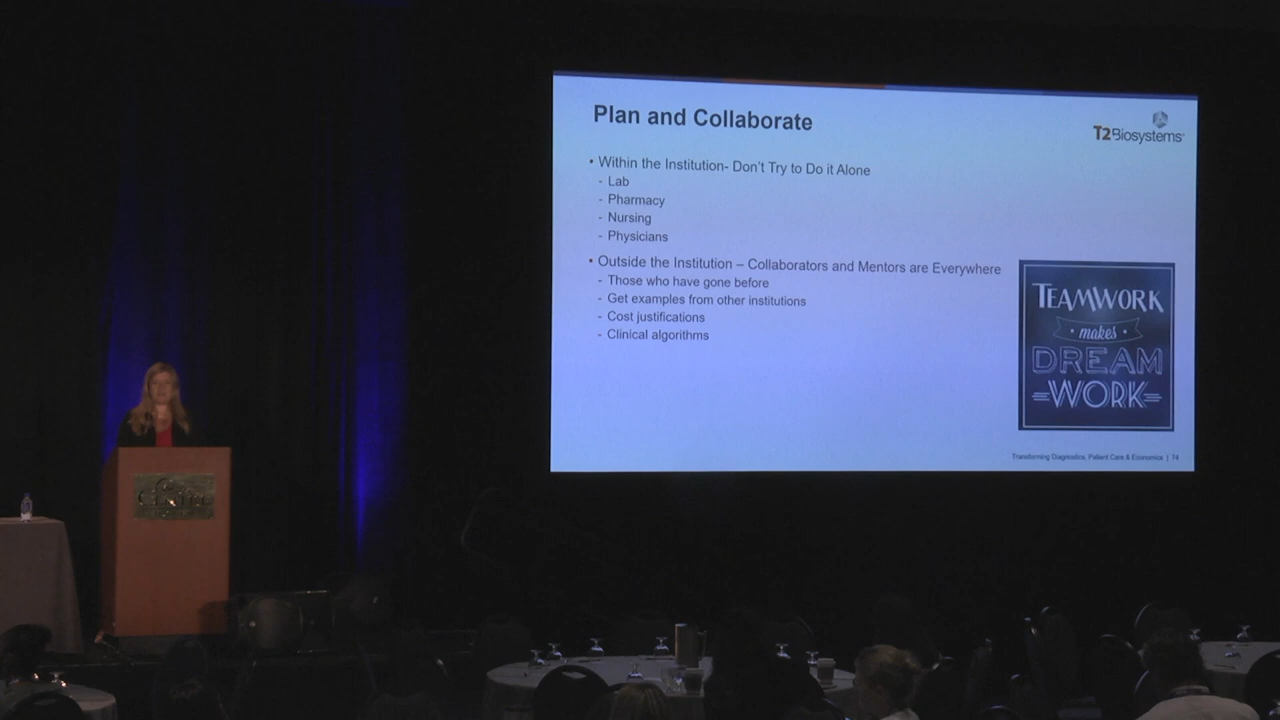 Plan and Collaborate
T2Biosystems
• Within the Institution- Don't Try to Do it Alone
- Lab
- Pharmacy
- Nursing
- Physicians
• Outside the Institution – Collaborators and Mentors are Everywhere
- Those who have gone before
- Get examples from other institutions
- Cost justifications
- Clinical algorithms
TEAMWORK
makes
DREAM
WORK
Transforming Diagnostics, Patient Care & Economics | 74